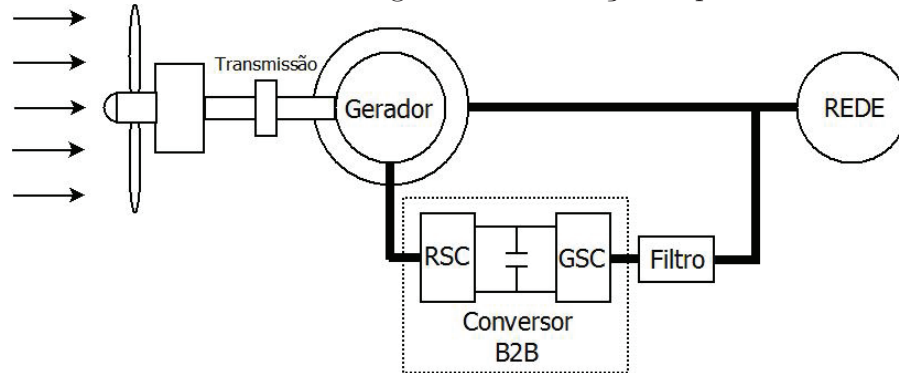 Transmissão
Gerador
REDE
RSC
GSC
Filtro
Conversor
B2B